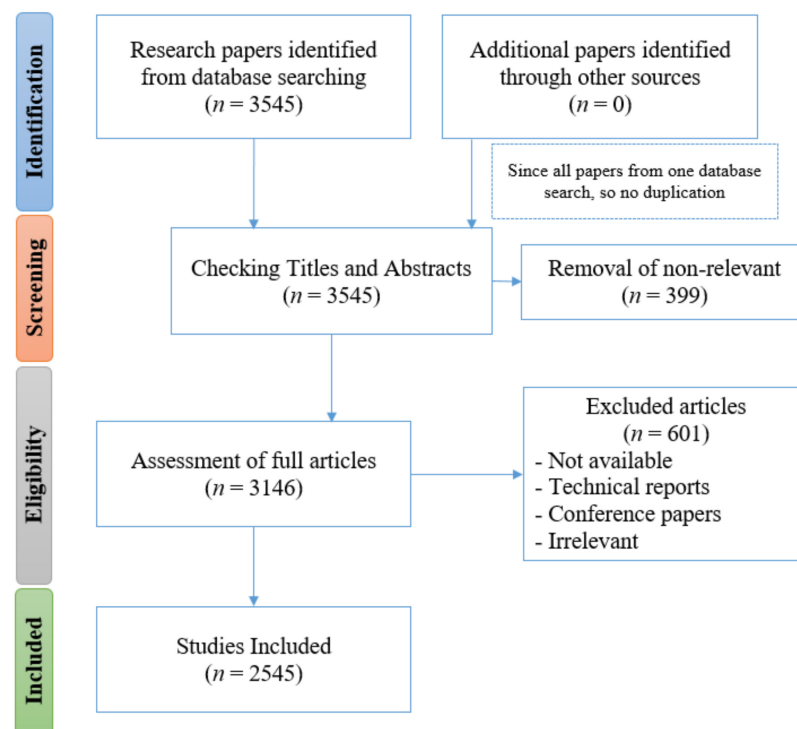 Identification
Research papers identified
from database searching
(n = 3545)
Additional papers identified
through other sources
(n = 0)
Since all papers from one database
search, so no duplication
Screening
Checking Titles and Abstracts
(n = 3545)
Removal of non-relevant
(n = 399)
Eligibility
Assessment of full articles
(n = 3146)
Excluded articles
(n = 601)
- Not available
- Technical reports
- Conference papers
- Irrelevant
Included
Studies Included
(n = 2545)